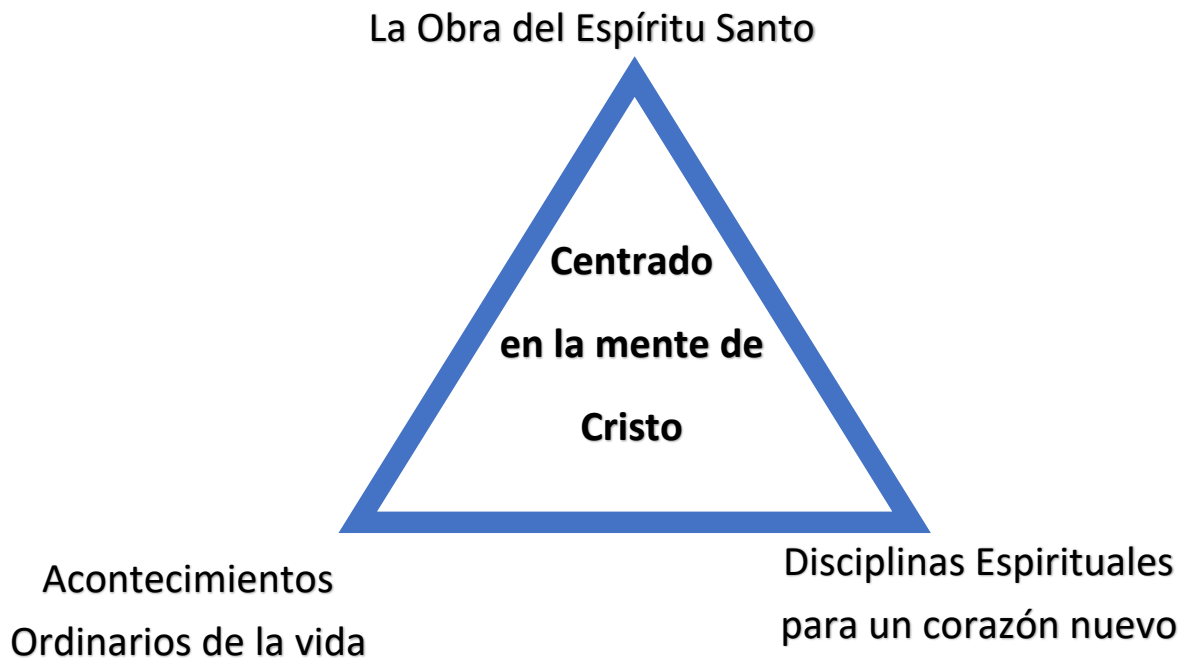 La Obra del Espíritu Santo
Centrado
en la mente de
Cristo
Acontecimientos
Ordinarios de la vida
Disciplinas Espirituales
para un corazón nuevo